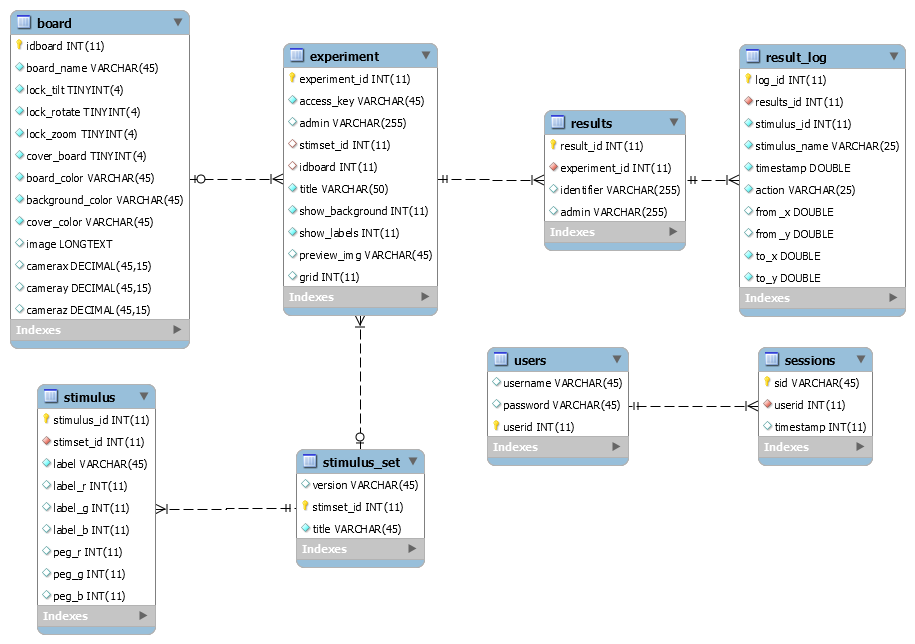 board
idboard INT(11)
board_name VARCHAR(45)
lock_tilt TINYINT(4)
lock_rotate TINYINT(4)
lock_zoom TINYINT(4)
cover_board TINYINT(4)
board_color VARCHAR(45)
background_color VARCHAR(45)
cover_color VARCHAR(45)
image LONGTEXT
camerax DECIMAL(45,15)
cameray DECIMAL(45,15)
cameraz DECIMAL(45,15)
Indexes
experiment
experiment_id INT(11)
access_key VARCHAR(45)
admin VARCHAR(255)
stimset_id INT(11)
idboard INT(11)
title VARCHAR(50)
show_background INT(11)
show_labels INT(11)
preview_img VARCHAR(45)
grid INT(11)
Indexes
results
result_id INT(11)
experiment_id INT(11)
identifier VARCHAR(255)
admin VARCHAR(255)
Indexes
result_log
log_id INT(11)
results_id INT(11)
stimulus_id INT(11)
stimulus_name VARCHAR(25)
timestamp DOUBLE
action VARCHAR(25)
from_x DOUBLE
from_y DOUBLE
to_x DOUBLE
to_y DOUBLE
Indexes
stimulus
stimulus_id INT(11)
stimset_id INT(11)
label VARCHAR(45)
label_r INT(11)
label_g INT(11)
label_b INT(11)
peg_r INT(11)
peg_g INT(11)
peg_b INT(11)
Indexes
stimulus_set
version VARCHAR(45)
stimset_id INT(11)
title VARCHAR(45)
Indexes
users
username VARCHAR(45)
password VARCHAR(45)
userid INT(11)
Indexes
sessions
sid VARCHAR(45)
userid INT(11)
timestamp INT(11)
Indexes